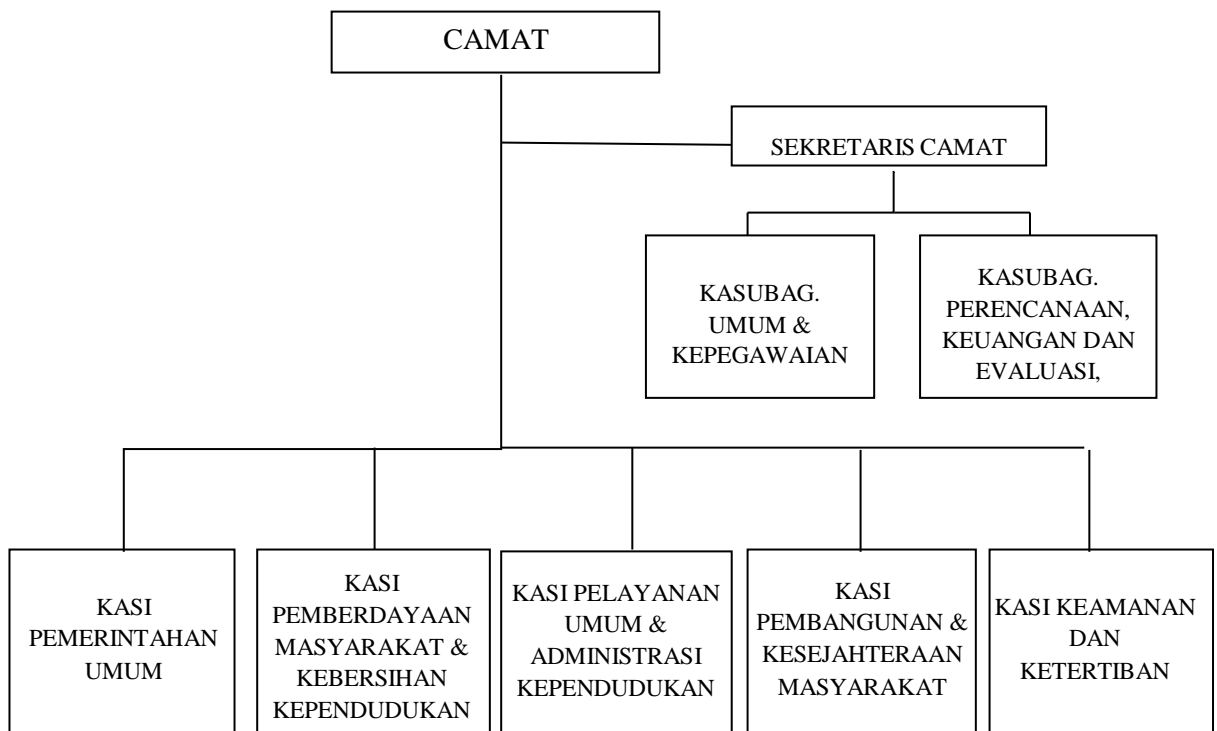 CAMAT
SEKRETARIS CAMAT
KASUBAG.
UMUM &
KEPEGAWAIAN
KASUBAG.
PERENCANAAN,
KEUANGAN DAN
EVALUASI,
KASI
PEMERINTAHAN
UMUM
KASI
PEMBERDAYAAN
MASYARAKAT &
KEBERSIHAN
KEPENDUDUKAN
KASI PELAYANAN
UMUM &
ADMINISTRASI
KEPENDUDUKAN
KASI
PEMBANGUNAN &
KESEJAHTERAAN
MASYARAKAT
KASI KEAMANAN
DAN
KETERTIBAN